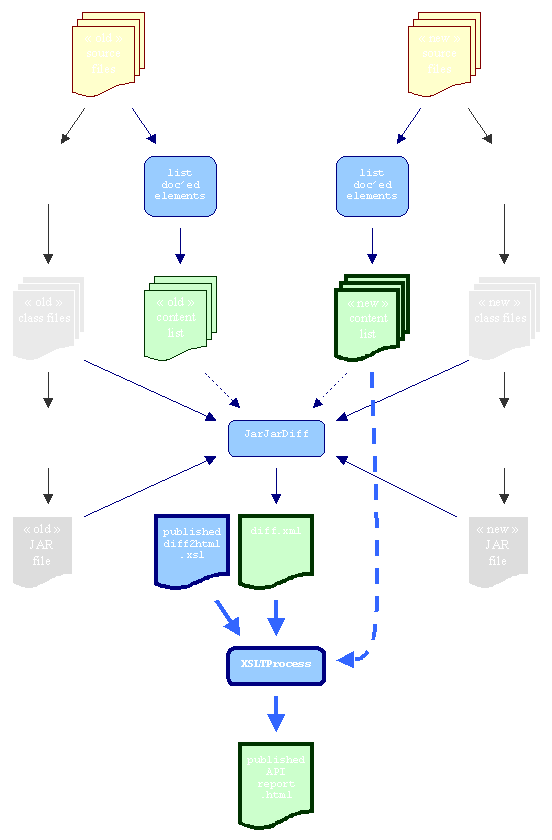 « old »
source
files
« new »
source
files
list
doc'ed
elements
list
doc'ed
elements
« old »
class files
« old »
content
list
« new »
content
list
« new »
class files
JarJarDiff
« old »
JAR
file
published
diff2html
.xsl
diff.xml
« new »
JAR
file
XSLTProcess
published
API
report
.html